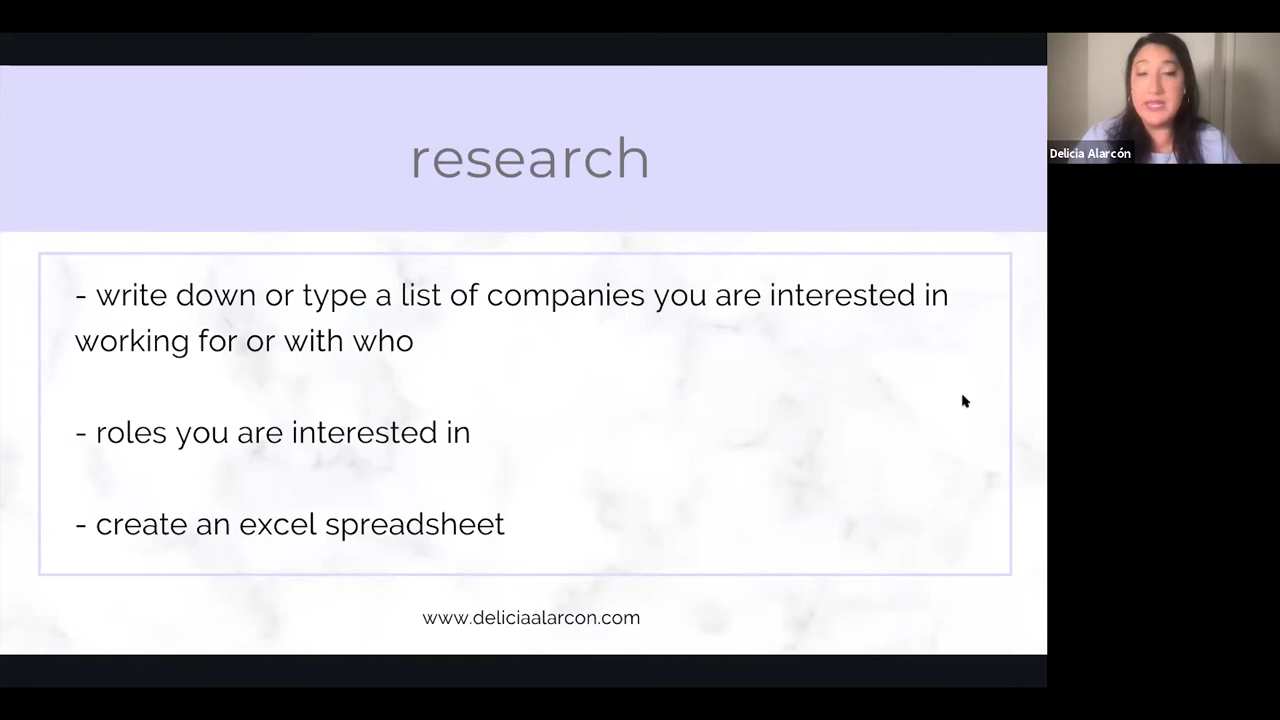 research
- write down or type a list of companies you are interested in
working for or with who
- roles you are interested in
- create an excel spreadsheet
www.deliciaalarcon.com
Delicia Alarcón